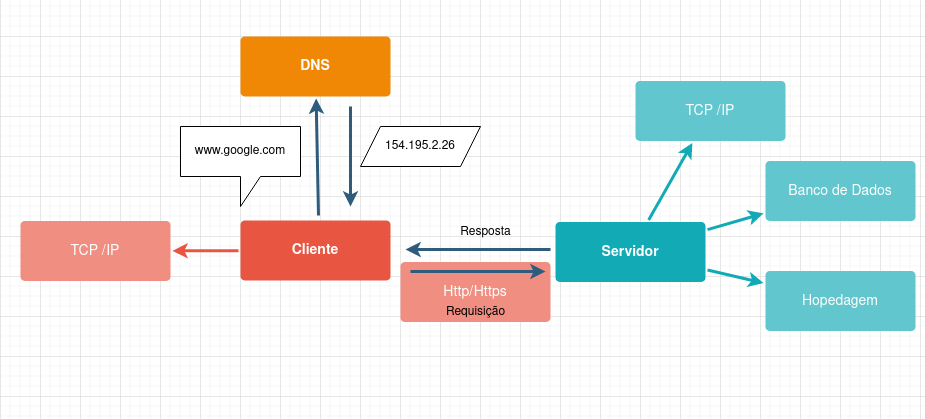 DNS
www.google.com
154.195.2.26
TCP /IP
Cliente
Resposta
Http/Https
Requisição
Servidor
TCP /IP
Banco de Dados
Hopedagem